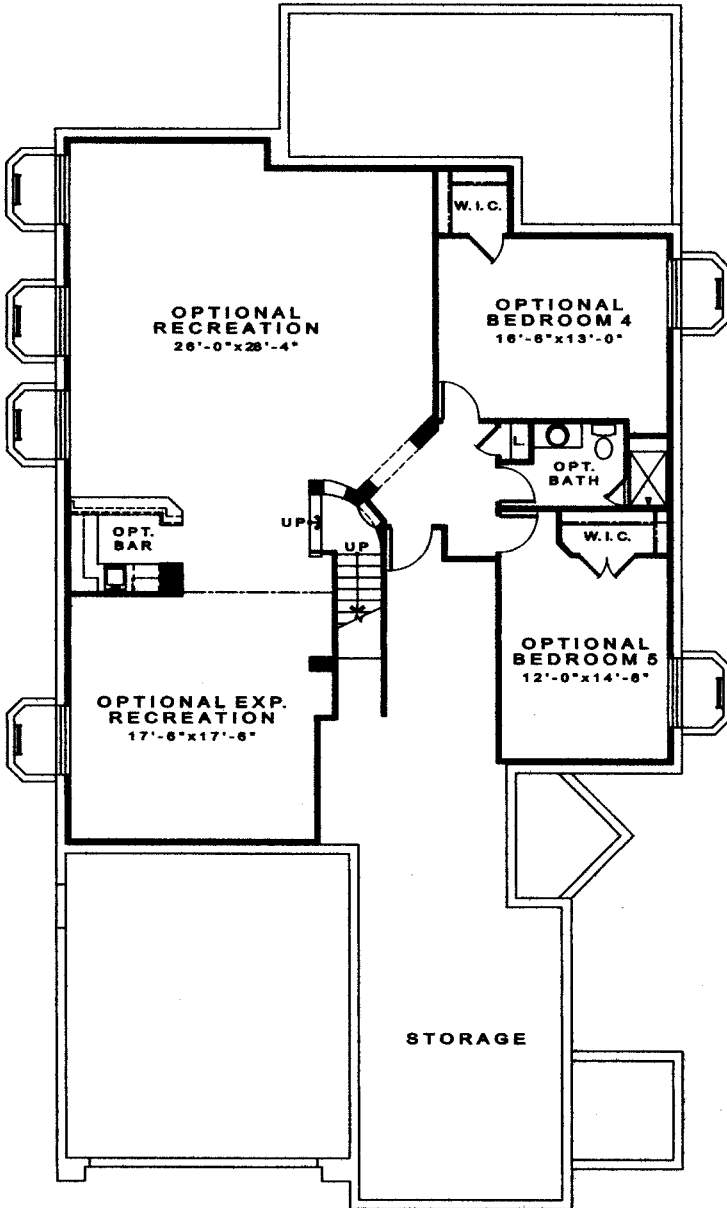 W.I.C.
OPTIONAL
RECREATION
26'-0"x28'-4"
OPTIONAL
BEDROOM 4
16'-6"x13'-0"
L
OPT.
BATH
UP
OPT.
BAR
UP
W.I.C.
OPTIONAL
BEDROOM 5
12'-0"x14'-6"
OPTIONAL EXP.
RECREATION
17'-6"x17'-6"
STORAGE